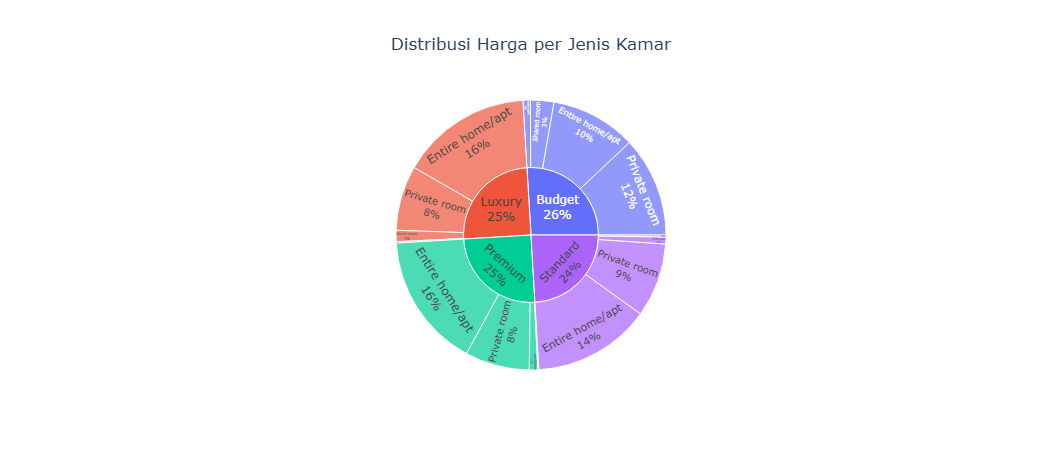 Distribusi Harga per Jenis Kamar
Budget
26%
Private room
12%
Entire home/apt
10%
Shared room
3%
Luxury
25%
Entire home/apt
16%
Private room
8%
Premium
25%
Entire home/apt
16%
Private room
8%
Standard
24%
Entire home/apt
14%
Private room
9%